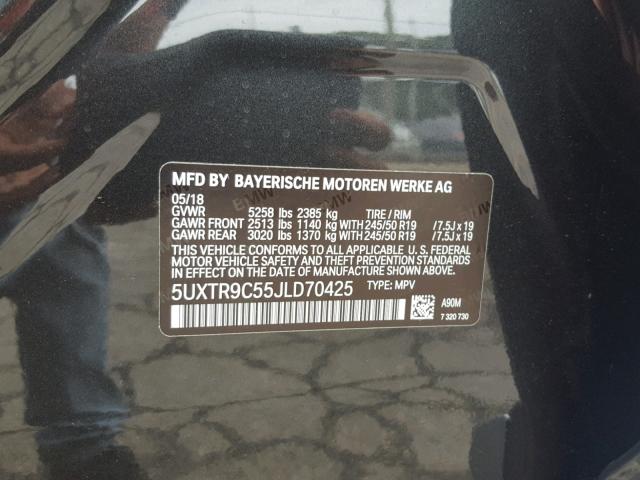 MFD BY BAYERISCHE MOTOREN WERKE AG
05/18
GVWR 5258 lbs 2385 kg TIRE / RIM
GAWR FRONT 2513 lbs 1140 kg WITH 245/50 R19 / 7.5J x 19
GAWR REAR 3020 lbs 1370 kg WITH 245/50 R19 / 7.5J x 19
THIS VEHICLE CONFORMS TO ALL APPLICABLE U. S. FEDERAL
MOTOR VEHICLE SAFETY AND THEFT PREVENTION STANDARDS
IN EFFECT ON THE DATE OF MANUFACTURE SHOWN ABOVE.
5UXTR9C55JLD70425 TYPE: MPV
A90M
7 320 730